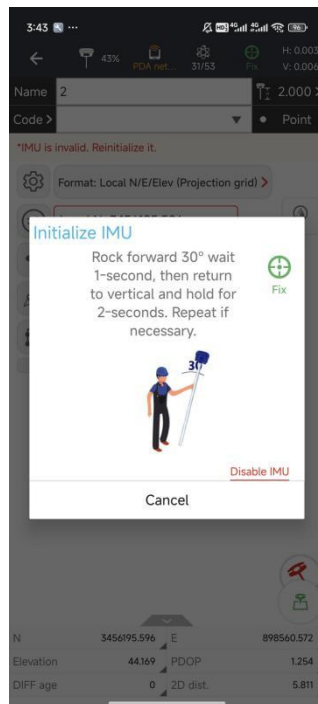 3:43
96
43%
PDA net...
31/53
Fix
H: 0.003
V: 0.006
Name 2 2.000
Code > Point
*IMU is invalid. Reinitialize it.
Format: Local N/E/Elev (Projection grid) >
Initialize IMU
Rock forward 30° wait
1-second, then return
to vertical and hold for
2-seconds. Repeat if
necessary.
Fix
30°
Disable IMU
Cancel
N 3456195.596 E 898560.572
Elevation 44.169 PDOP 1.254
DIFF age 0 2D dist. 5.811